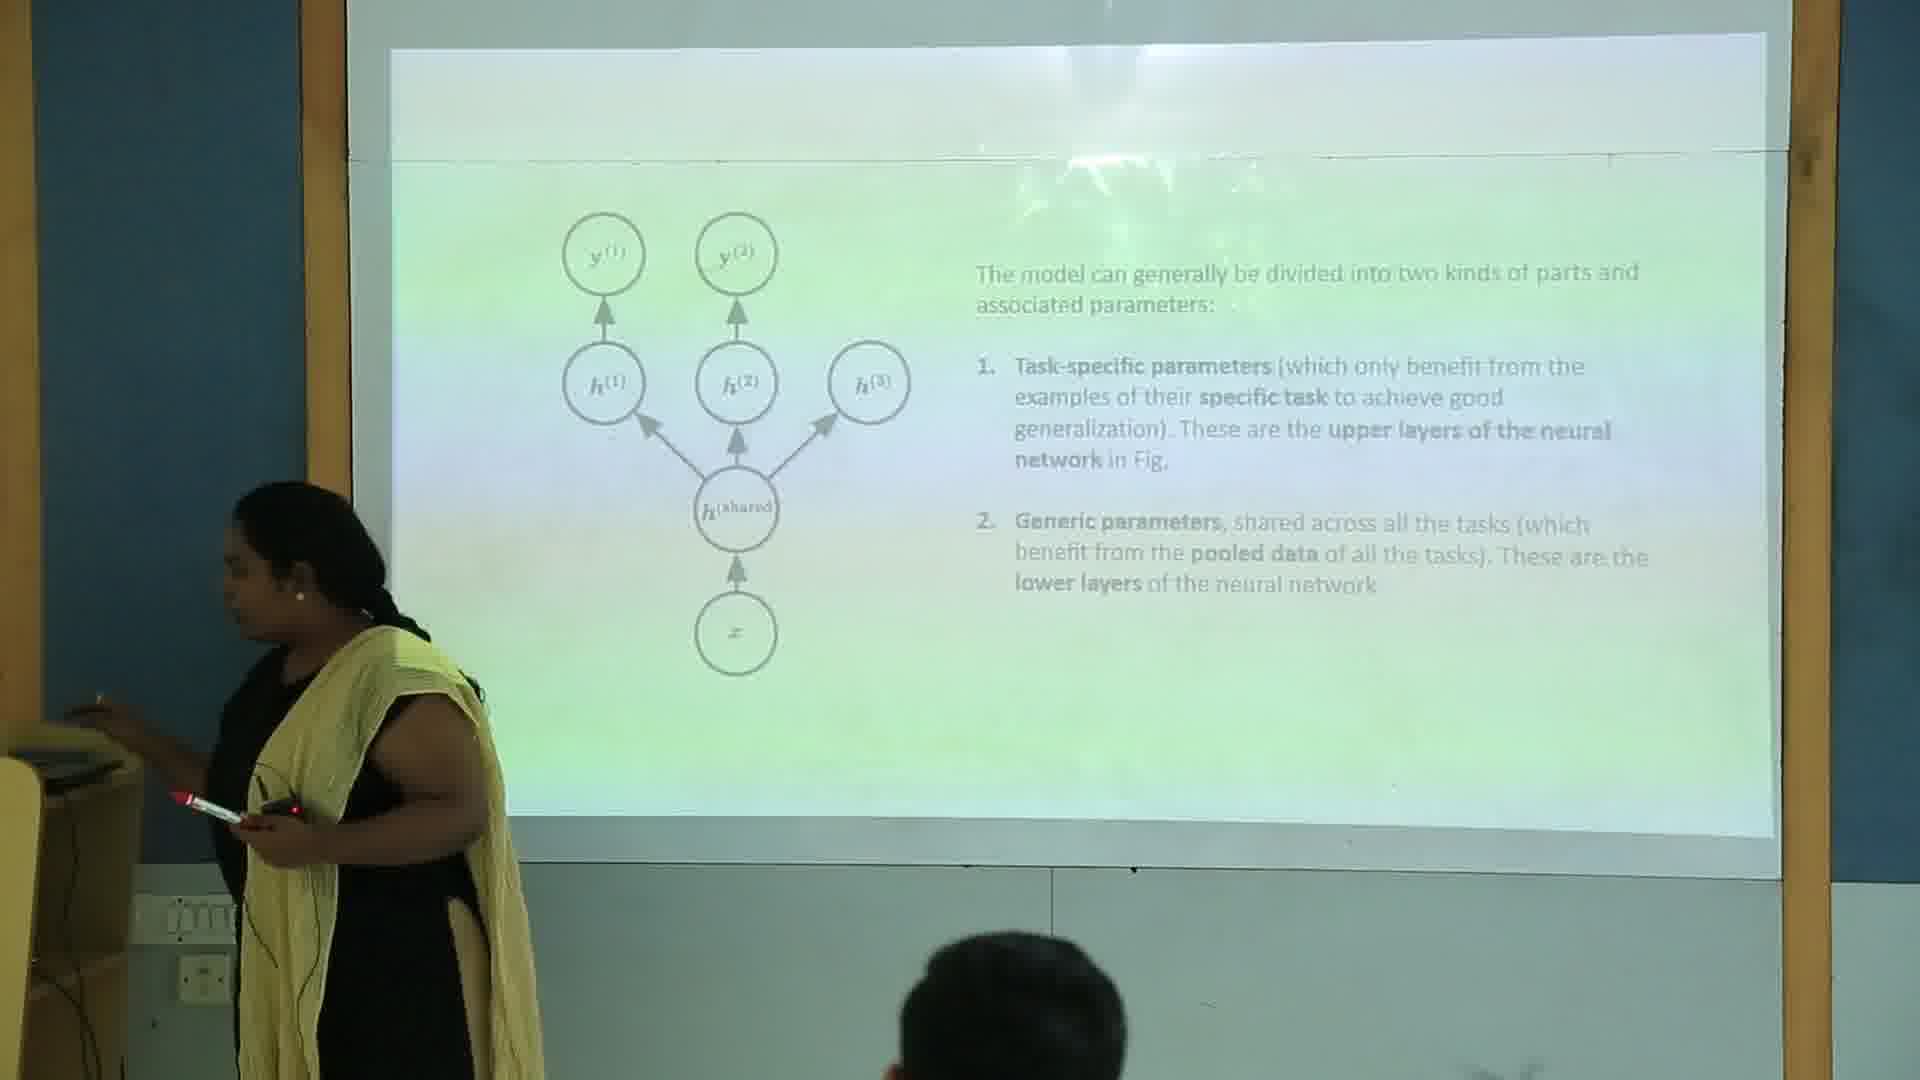 y(1) y(2)
h(1) h(2) h(3)
h(shared)
x
The model can generally be divided into two kinds of parts and
associated parameters:
1. Task-specific parameters (which only benefit from the
examples of their specific task to achieve good
generalization). These are the upper layers of the neural
network in Fig.
2. Generic parameters, shared across all the tasks (which
benefit from the pooled data of all the tasks). These are the
lower layers of the neural network